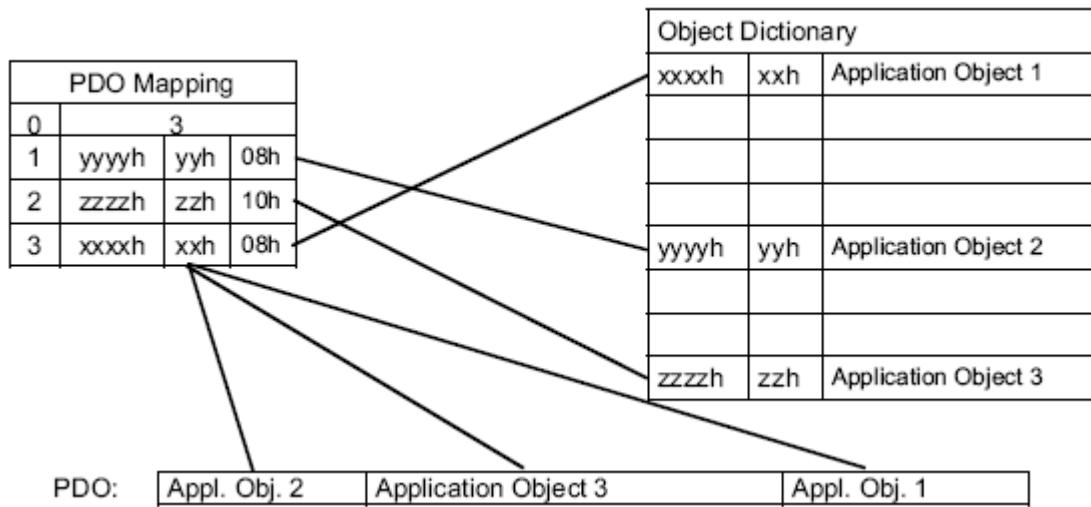 Object Dictionary
PDO Mapping
xxxxh xxh Application Object 1
0 3
1 yyyyh yyh 08h
2 zzzzh zzh 10h
3 xxxxh xxh 08h
yyyyh yyh Application Object 2
zzzzh zzh Application Object 3
PDO: Appl. Obj. 2 Application Object 3 Appl. Obj. 1